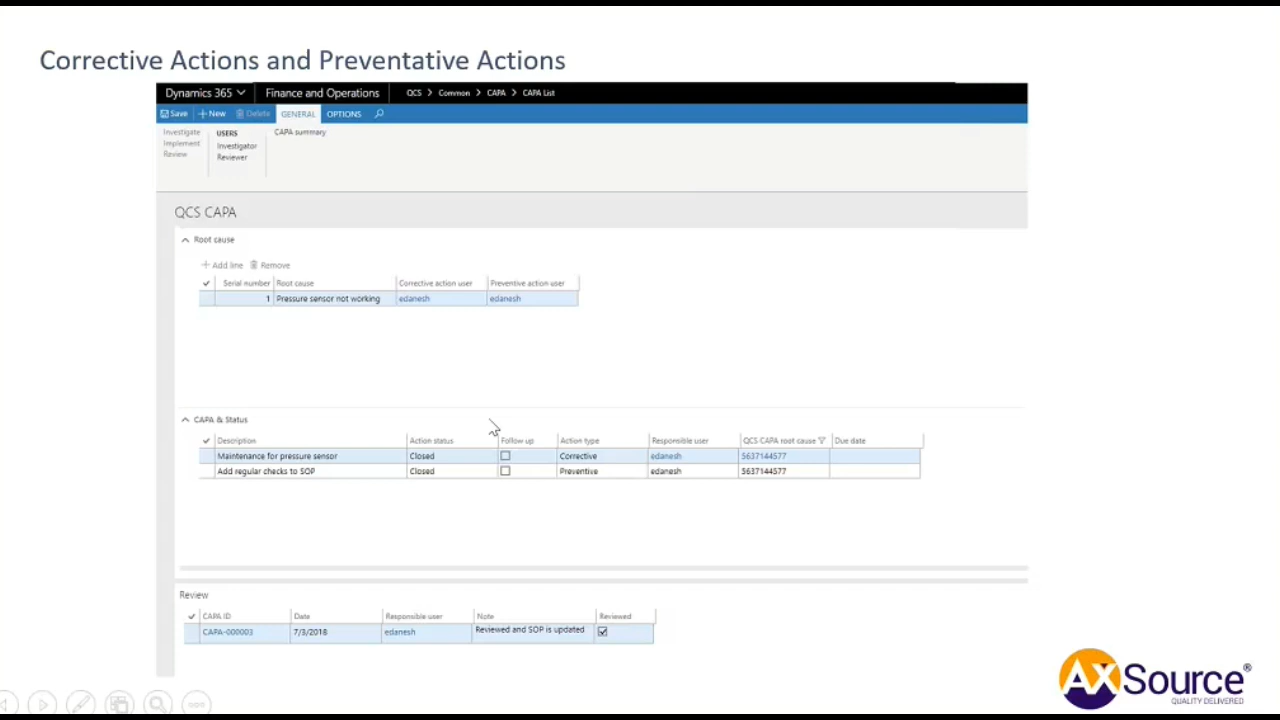 Corrective Actions and Preventative Actions
Dynamics 365 Finance and Operations QCS > Common > CAPA > CAPA List
Save + New Delete GENERAL OPTIONS
Investigate USERS CAPA summary
Implement Investigator
Review Reviewer
QCS CAPA
Root cause
+ Add line Remove
Serial number Root cause Corrective action user Preventive action user
1 Pressure sensor not working edanesh edanesh
CAPA & Status
Description Action status Follow up Action type Responsible user QCS CAPA root cause Due date
Maintenance for pressure sensor Closed Corrective edanesh 5637144577
Add regular checks to SOP Closed Preventive edanesh 5637144577
Review
CAPA ID Date Responsible user Note Reviewed
CAPA-000003 7/3/2018 edanesh Reviewed and SOP is updated
AXSource®
QUALITY DELIVERED